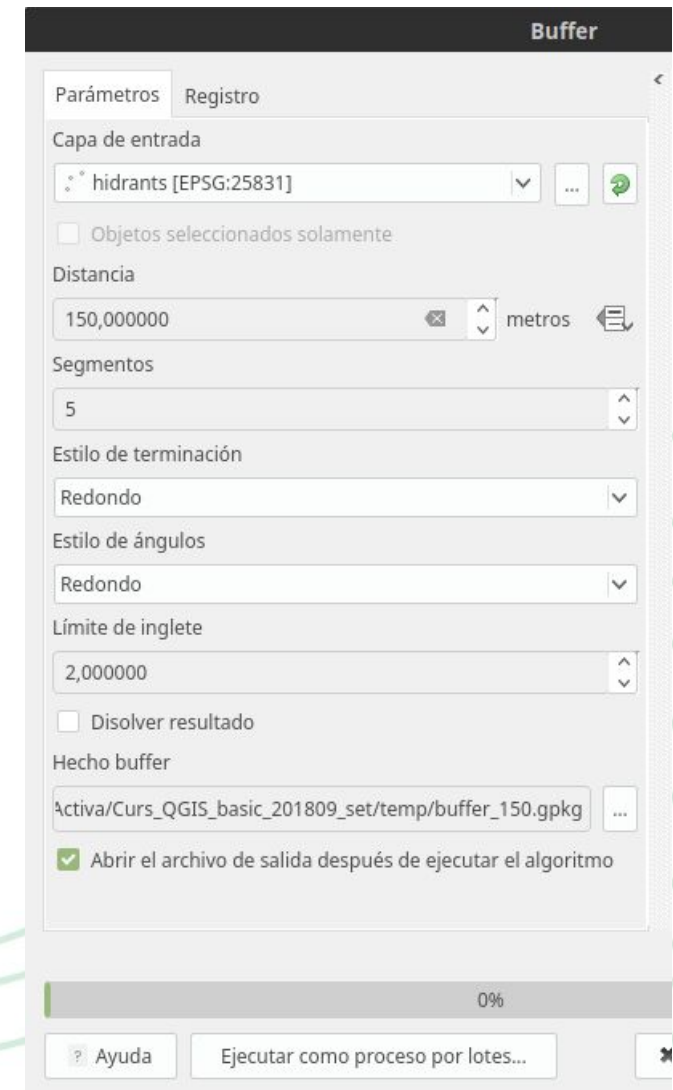 Buffer
Parámetros Registro
Capa de entrada
hidrants [EPSG:25831]
...
Objetos seleccionados solamente
Distancia
150,000000 metros
Segmentos
5
Estilo de terminación
Redondo
Estilo de ángulos
Redondo
Límite de inglete
2,000000
Disolver resultado
Hecho buffer
Activa/Curs_QGIS_basic_201809_set/temp/buffer_150.gpkg ...
Abrir el archivo de salida después de ejecutar el algoritmo
0%
? Ayuda Ejecutar como proceso por lotes...